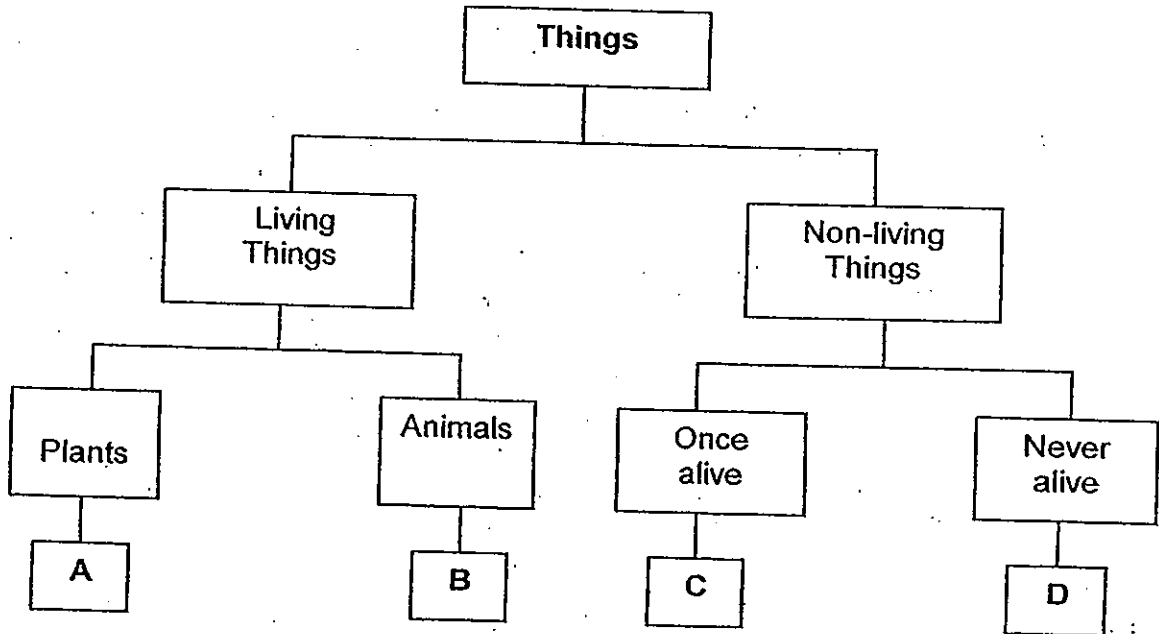 Things
Living
Things
Non-living
Things
Plants
Animals
Once
alive
Never
alive
A
B
C
D